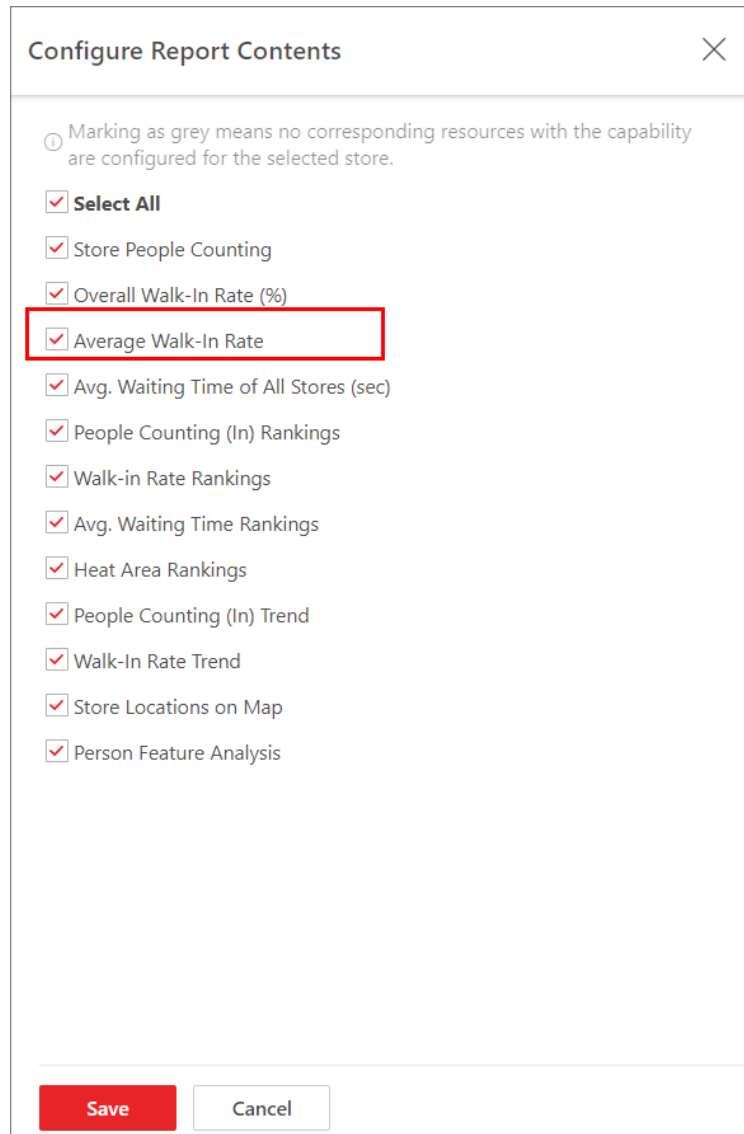 Configure Report Contents
Marking as grey means no corresponding resources with the capability
are configured for the selected store.
Select All
Store People Counting
Overall Walk-In Rate (%)
Average Walk-In Rate
Avg. Waiting Time of All Stores (sec)
People Counting (In) Rankings
Walk-in Rate Rankings
Avg. Waiting Time Rankings
Heat Area Rankings
People Counting (In) Trend
Walk-In Rate Trend
Store Locations on Map
Person Feature Analysis
Save Cancel